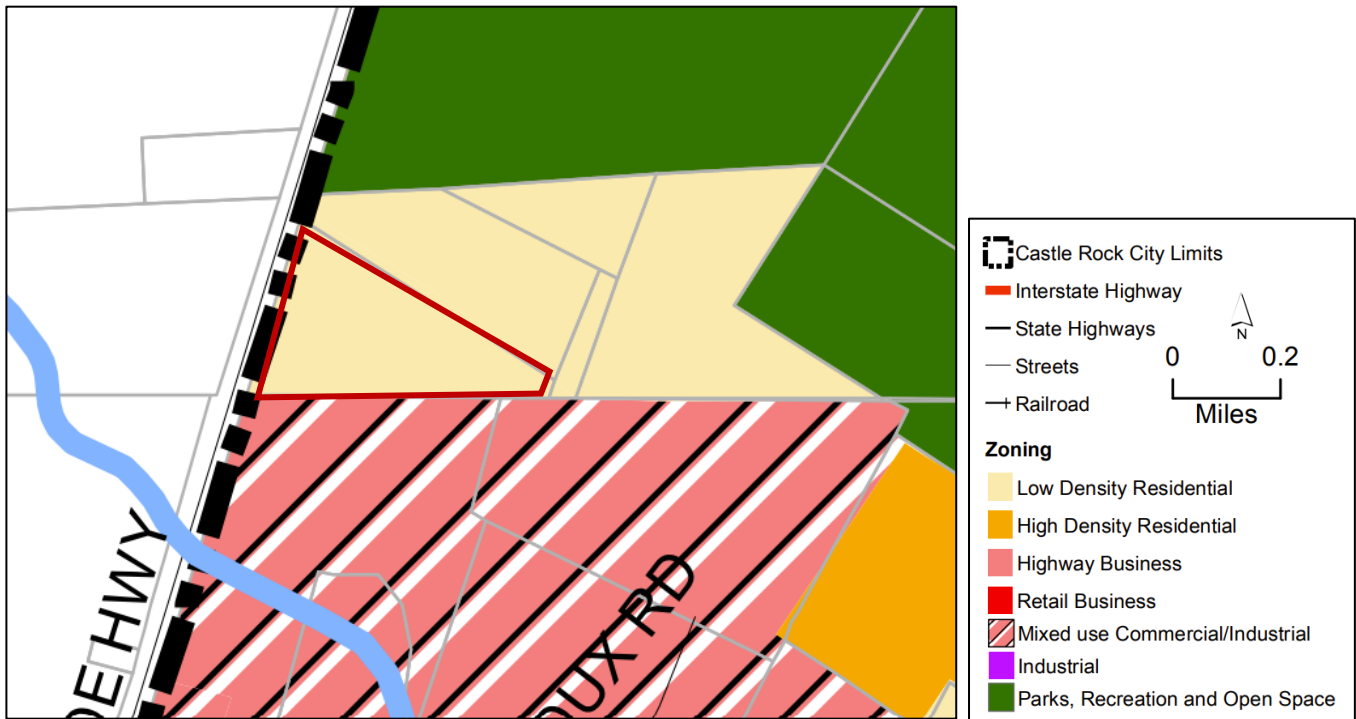 DE HWY
OUX RD
Castle Rock City Limits
Interstate Highway
State Highways
Streets
Railroad
N
0 0.2
Miles
Zoning
Low Density Residential
High Density Residential
Highway Business
Retail Business
Mixed use Commercial/Industrial
Industrial
Parks, Recreation and Open Space